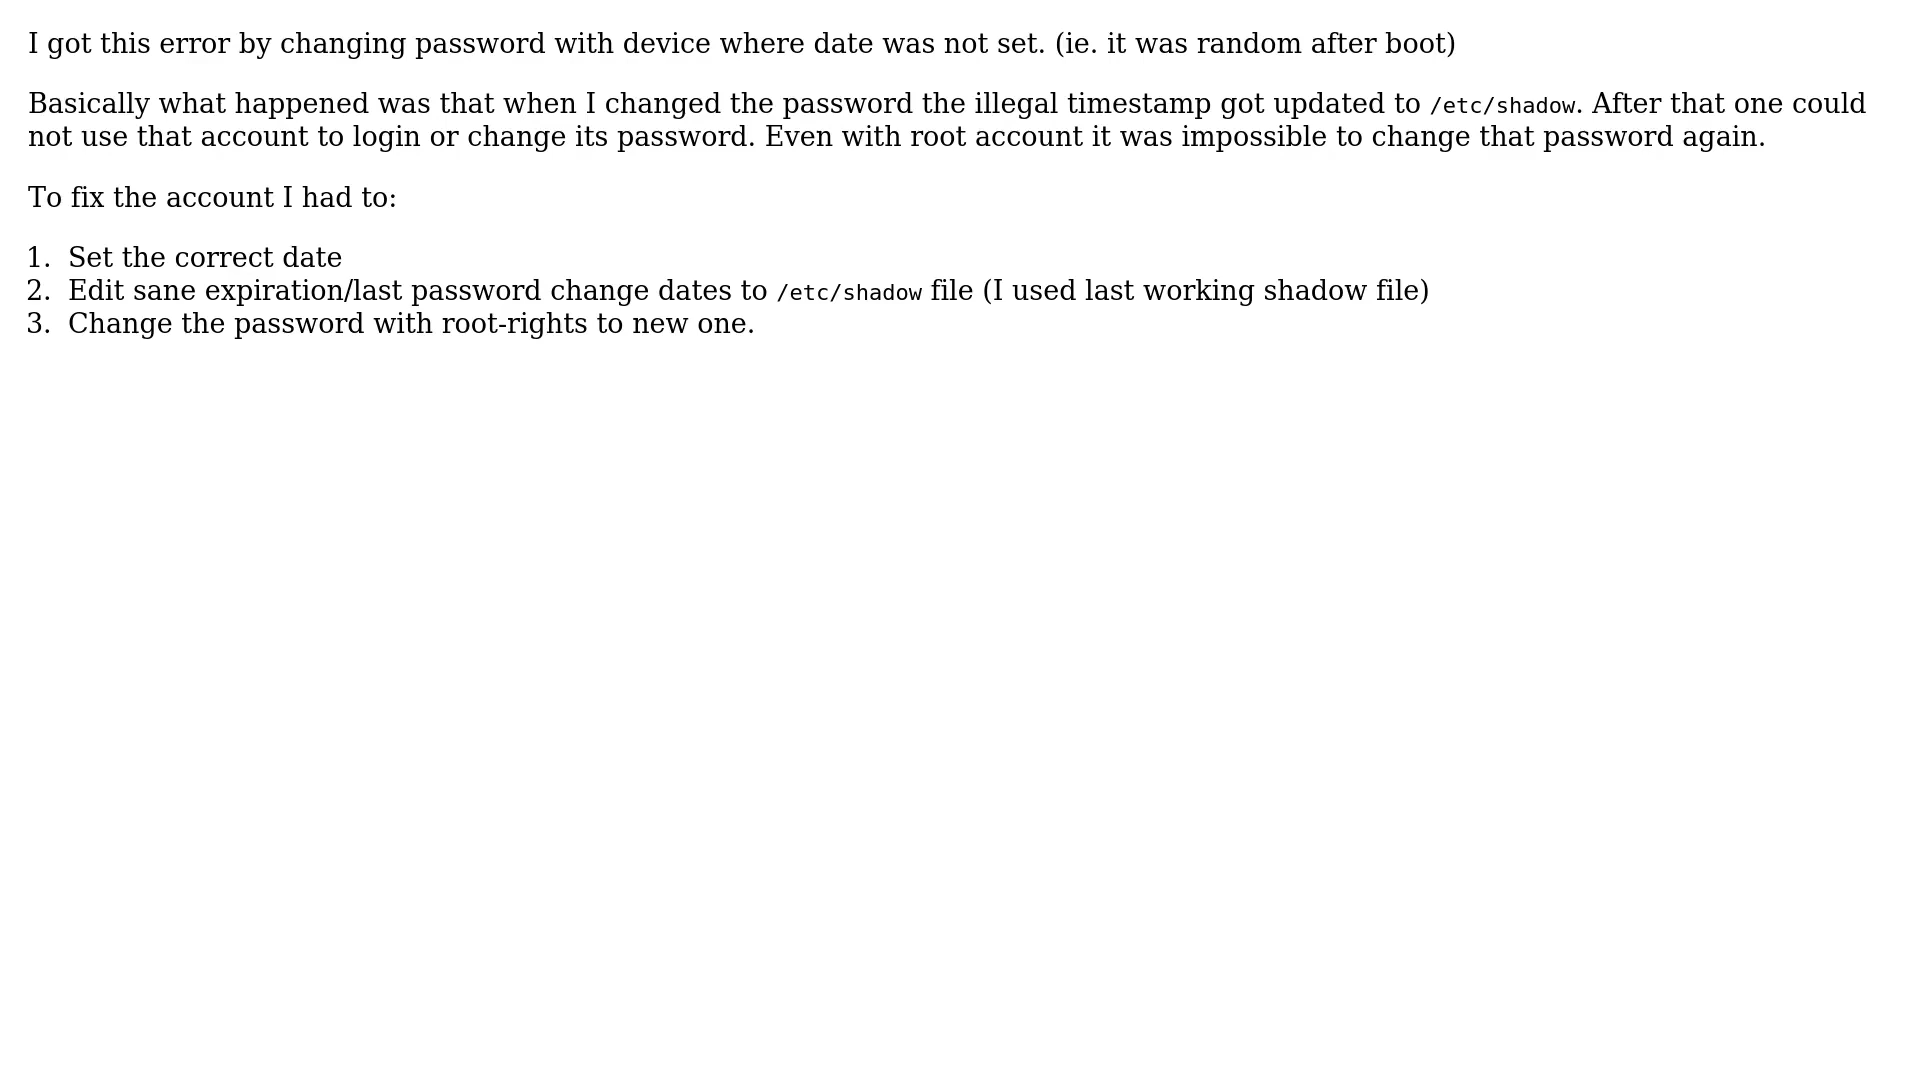 I got this error by changing password with device where date was not set. (ie. it was random after boot)
Basically what happened was that when I changed the password the illegal timestamp got updated to /etc/shadow. After that one could
not use that account to login or change its password. Even with root account it was impossible to change that password again.
To fix the account I had to:
1. Set the correct date
2. Edit sane expiration/last password change dates to /etc/shadow file (I used last working shadow file)
3. Change the password with root-rights to new one.